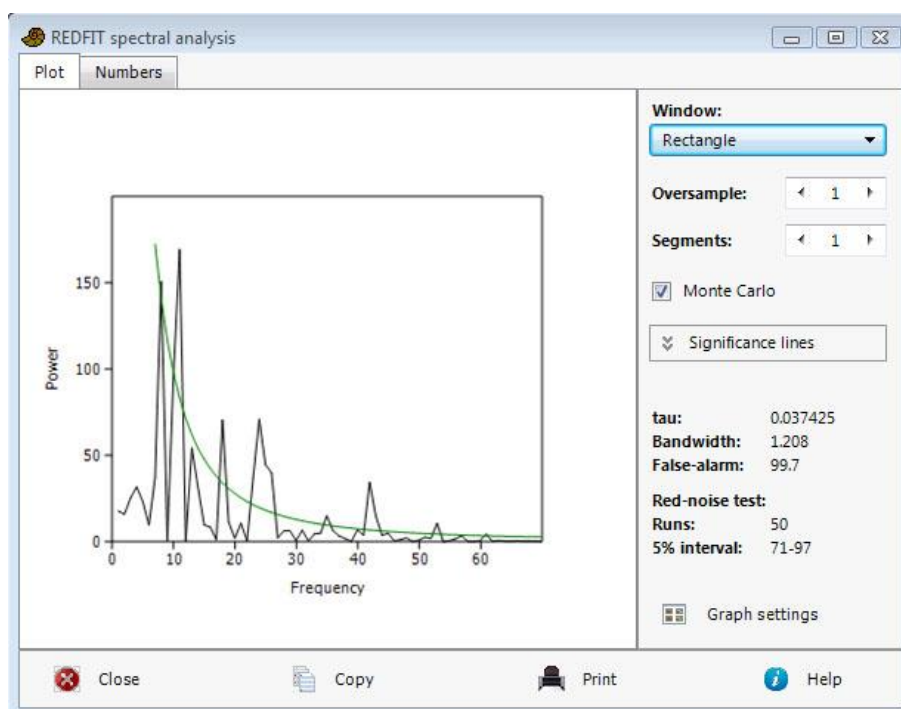 REDFIT spectral analysis
Plot Numbers
Window:
Rectangle
Oversample: 1
Segments: 1
Monte Carlo
Significance lines
tau: 0.037425
Bandwidth: 1.208
False-alarm: 99.7
Red-noise test:
Runs: 50
5% interval: 71-97
Graph settings
Power
150
100
50
0
0 10 20 30 40 50 60
Frequency
Close Copy Print Help